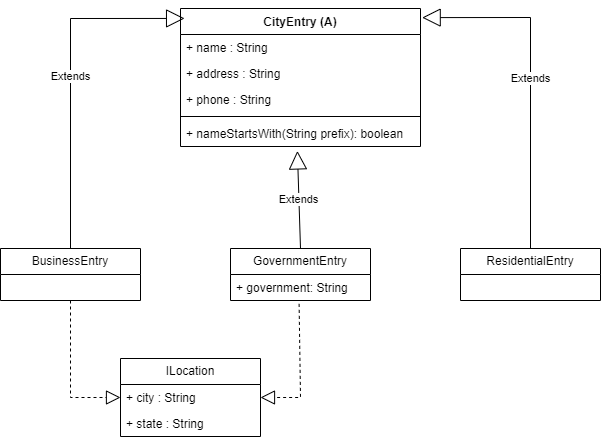 CityEntry (A)
+ name : String
+ address : String
+ phone : String
+ nameStartsWith(String prefix): boolean
Extends
Extends
Extends
BusinessEntry
GovernmentEntry
+ government: String
ResidentialEntry
ILocation
+ city : String
+ state : String